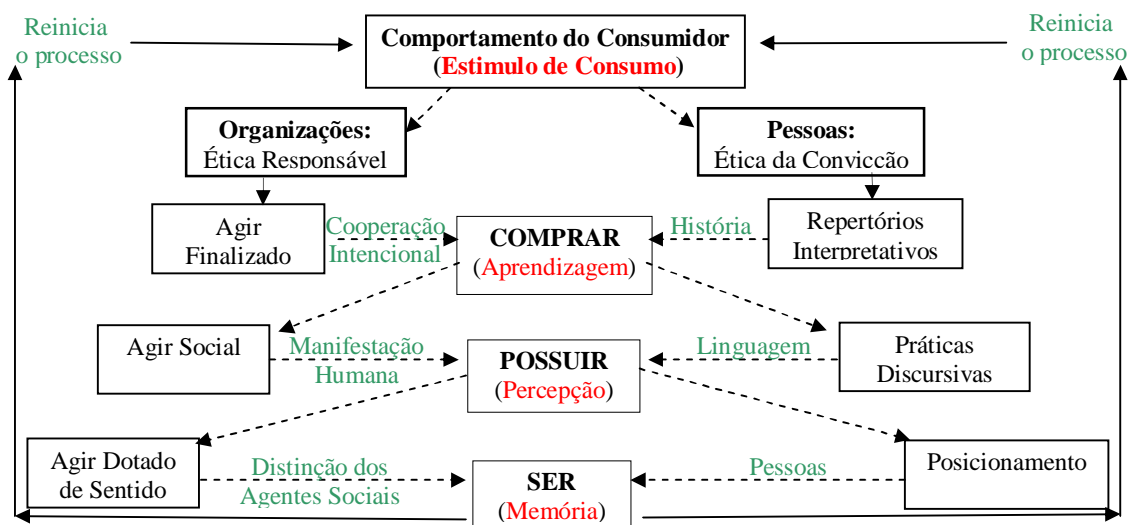 Reinicia
o processo
Comportamento do Consumidor
(Estimulo de Consumo)
Reinicia
o processo
Organizações:
Ética Responsável
Pessoas:
Ética da Convicção
Agir
Finalizado
Cooperação
Intencional
COMPRAR
(Aprendizagem)
História
Repertórios
Interpretativos
Agir Social
Manifestação
Humana
POSSUIR
(Percepção)
Linguagem
Práticas
Discursivas
Agir Dotado
de Sentido
Distinção dos
Agentes Sociais
SER
(Memória)
Pessoas
Posicionamento